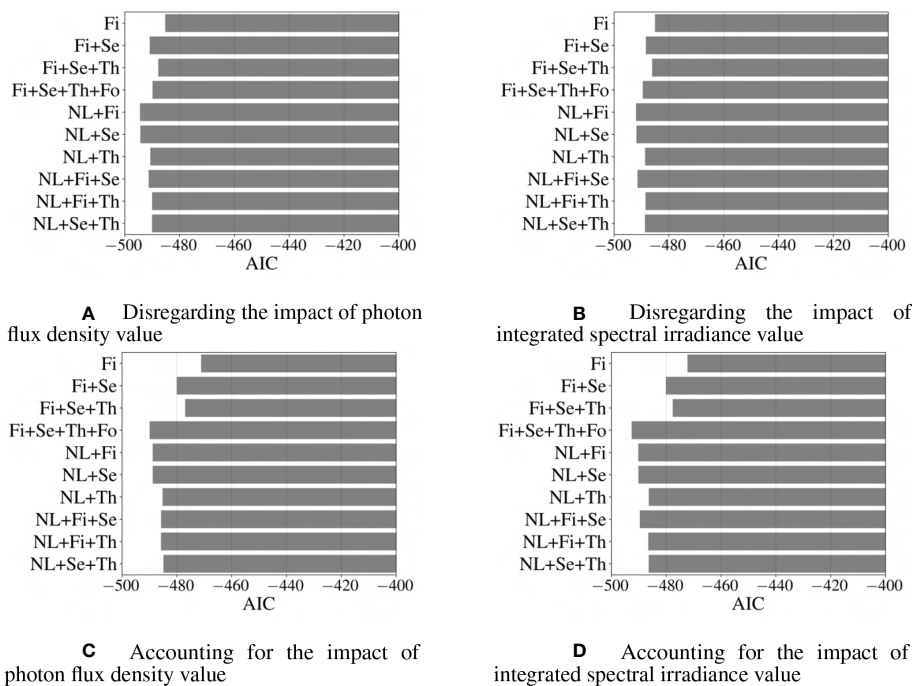 Fi
Fi+Se
Fi+Se+Th
Fi+Se+Th+Fo
NL+Fi
NL+Se
NL+Th
NL+Fi+Se
NL+Fi+Th
NL+Se+Th
−500 −480 −460 −440 −420 −400
AIC
A Disregarding the impact of photon
flux density value
Fi
Fi+Se
Fi+Se+Th
Fi+Se+Th+Fo
NL+Fi
NL+Se
NL+Th
NL+Fi+Se
NL+Fi+Th
NL+Se+Th
−500 −480 −460 −440 −420 −400
AIC
B Disregarding the impact of
integrated spectral irradiance value
Fi
Fi+Se
Fi+Se+Th
Fi+Se+Th+Fo
NL+Fi
NL+Se
NL+Th
NL+Fi+Se
NL+Fi+Th
NL+Se+Th
−500 −480 −460 −440 −420 −400
AIC
C Accounting for the impact of
photon flux density value
Fi
Fi+Se
Fi+Se+Th
Fi+Se+Th+Fo
NL+Fi
NL+Se
NL+Th
NL+Fi+Se
NL+Fi+Th
NL+Se+Th
−500 −480 −460 −440 −420 −400
AIC
D Accounting for the impact of
integrated spectral irradiance value